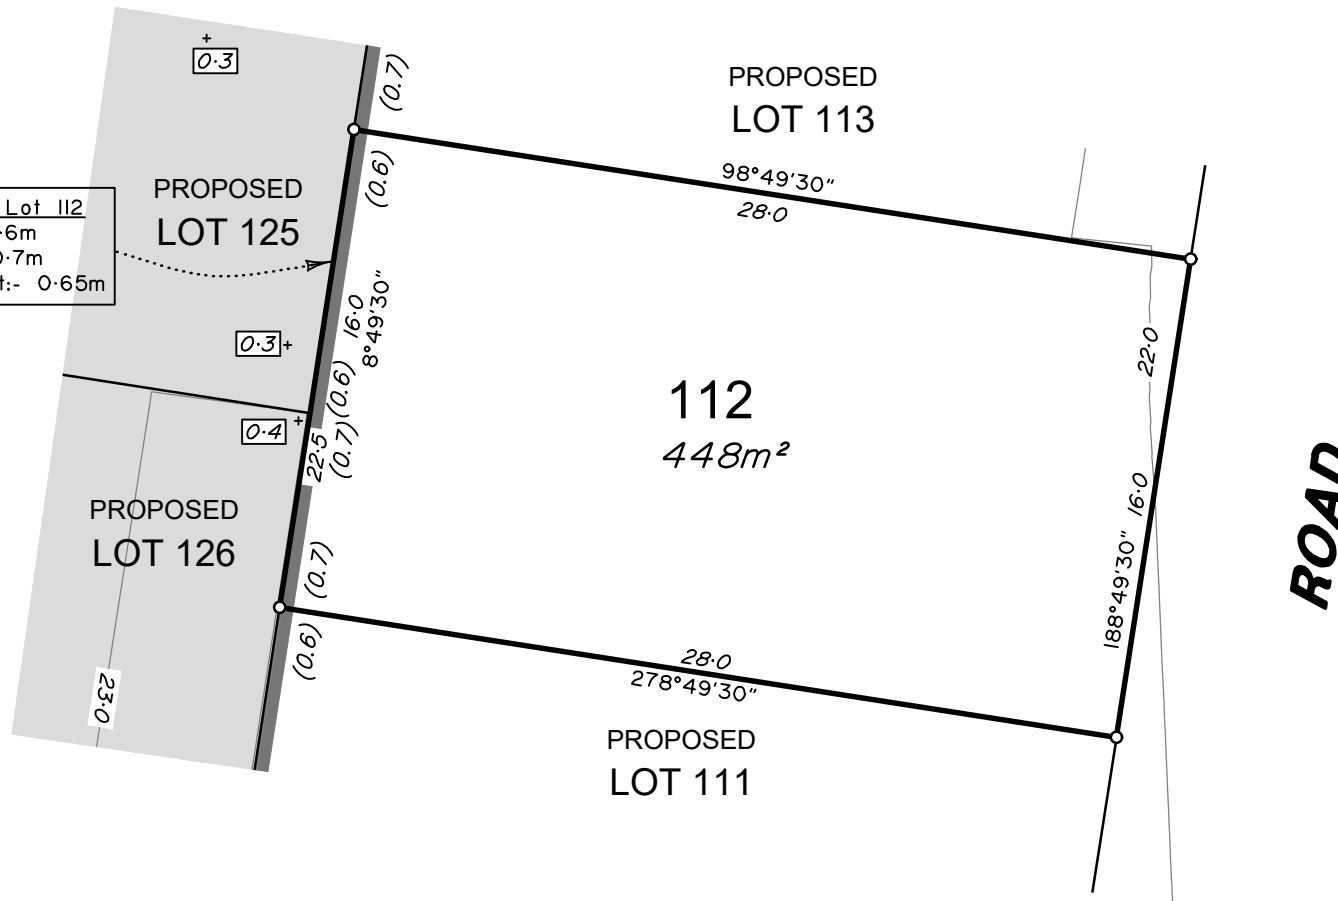 0·3
(0.7)
PROPOSED
LOT 113
(0.6)
98°49'30"
28·0
PROPOSED
LOT 125
Lot 112
·6m
0·7m
t:- 0·65m
16·0
8°49'30"
0·3
(0.6)
22·0
112
448m²
0·4
22·5
(0.7)
16·0
188°49'30"
ROAD
PROPOSED
LOT 126
(0.7)
(0.6)
28·0
278°49'30"
23·0
PROPOSED
LOT 111